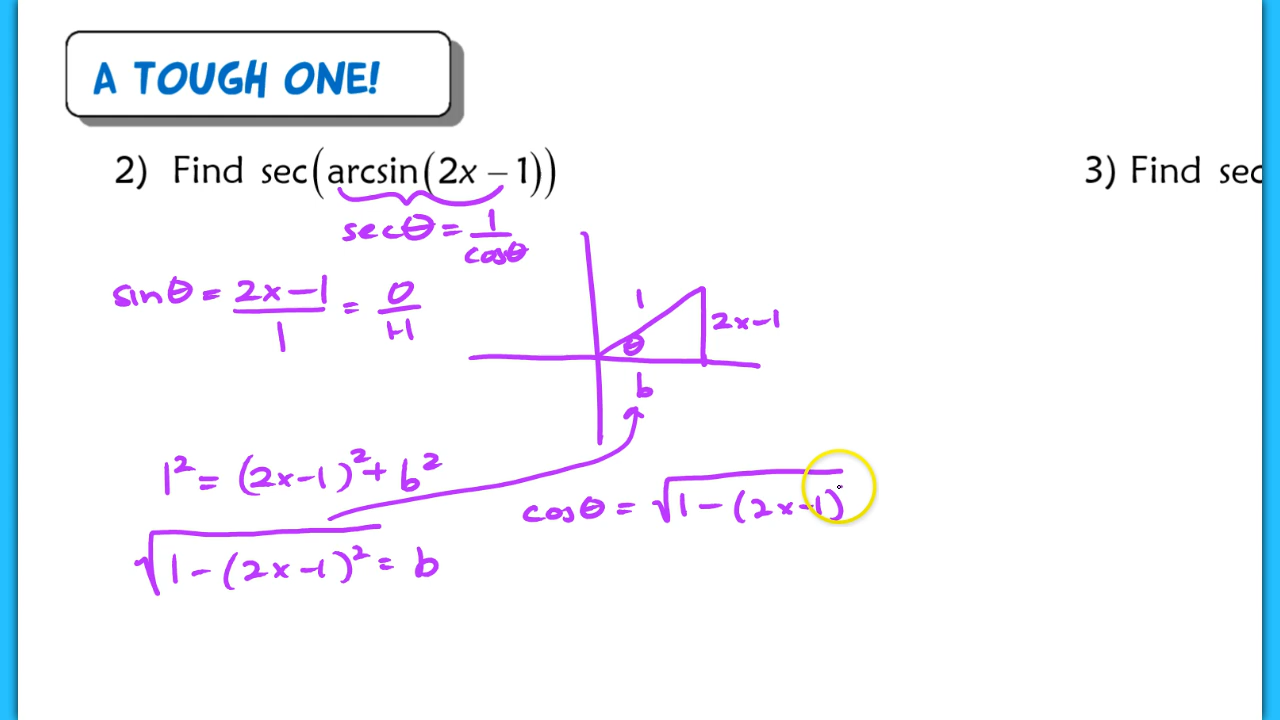 A TOUGH ONE!
2) Find sec(arcsin(2x – 1))
3) Find sec
secθ = 1/cosθ
sinθ = (2x-1)/1 = O/H
1
2x-1
θ
b
1² = (2x-1)² + b²
cosθ = √(1-(2x-1)
√(1-(2x-1)²) = b